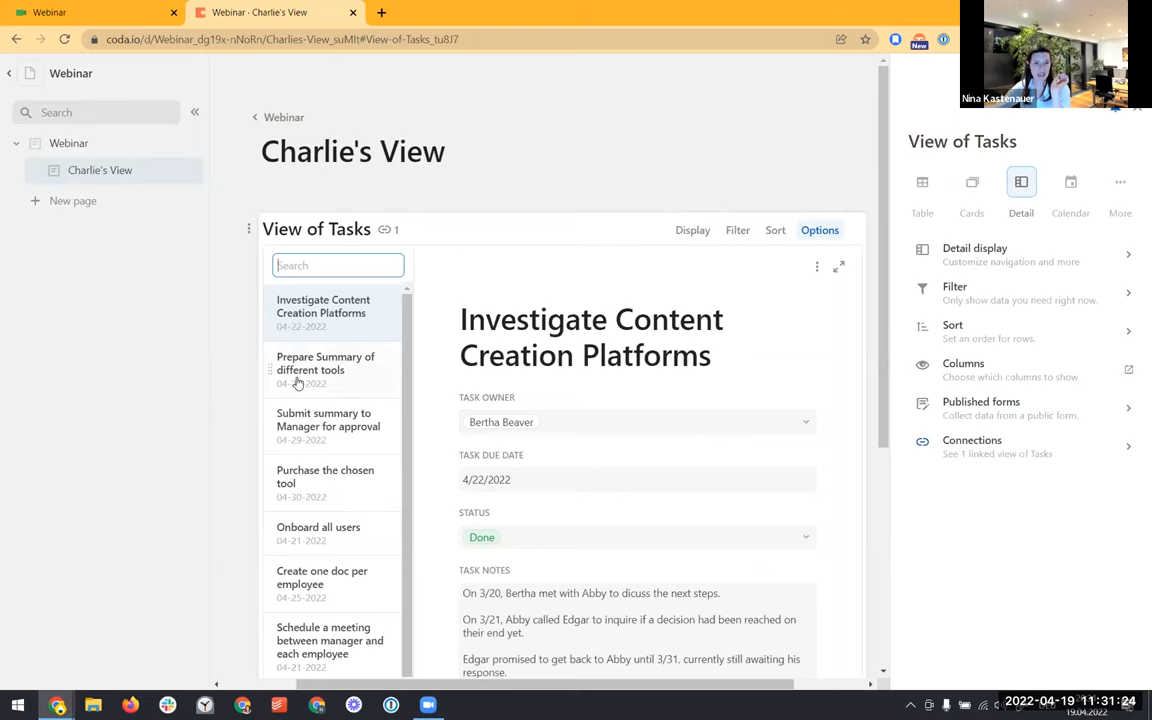 Webinar
Webinar · Charlie's View
coda.io/d/Webinar_dg19x-nNoRn/Charlies-View_suMIt#View-of-Tasks_tu8J7
New
Nina Kastenauer
Webinar
Search
Webinar
Charlie's View
New page
Webinar
Charlie's View
View of Tasks
1
Display
Filter
Sort
Options
Search
Investigate Content
Creation Platforms
04-22-2022
Prepare Summary of
different tools
Submit summary to
Manager for approval
04-29-2022
Purchase the chosen
tool
04-30-2022
Onboard all users
04-21-2022
Create one doc per
employee
04-25-2022
Schedule a meeting
between manager and
each employee
04-21-2022
Investigate Content
Creation Platforms
TASK OWNER
Bertha Beaver
TASK DUE DATE
4/22/2022
STATUS
Done
TASK NOTES
On 3/20, Bertha met with Abby to dicuss the next steps.
On 3/21, Abby called Edgar to inquire if a decision had been reached on
their end yet.
Edgar promised to get back to Abby until 3/31, currently still awaiting his
response.
View of Tasks
Table
Cards
Detail
Calendar
More
Detail display
Customize navigation and more
Filter
Only show data you need right now.
Sort
Set an order for rows.
Columns
Choose which columns to show
Published forms
Collect data from a public form.
Connections
See 1 linked view of Tasks
2022-04-19 11:31:24
19.04.2022